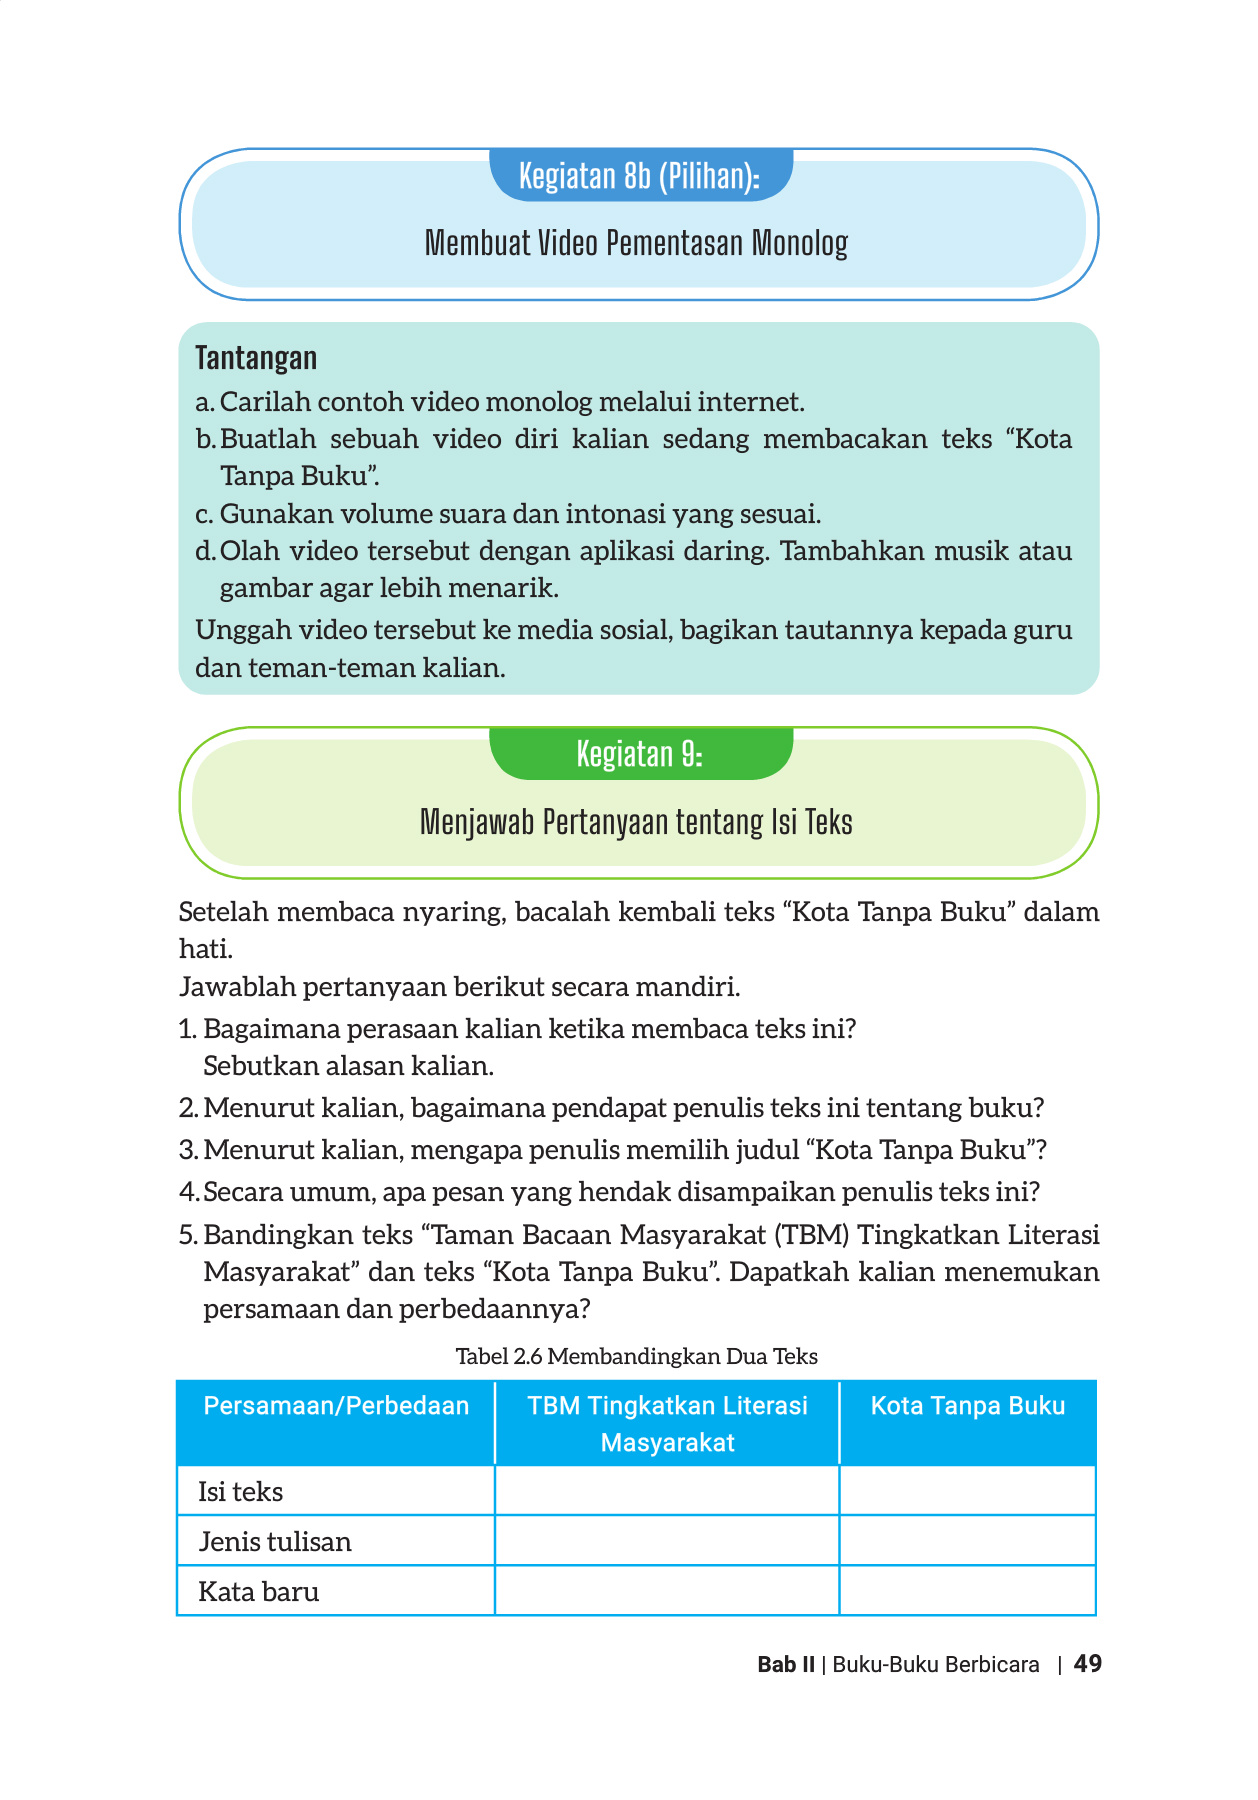 Kegiatan 8b (Pilihan):
Membuat Video Pementasan Monolog
Tantangan
a. Carilah contoh video monolog melalui internet.
b. Buatlah sebuah video diri kalian sedang membacakan teks “Kota
Tanpa Buku”.
c. Gunakan volume suara dan intonasi yang sesuai.
d. Olah video tersebut dengan aplikasi daring. Tambahkan musik atau
gambar agar lebih menarik.
Unggah video tersebut ke media sosial, bagikan tautannya kepada guru
dan teman-teman kalian.
Kegiatan 9:
Menjawab Pertanyaan tentang Isi Teks
Setelah membaca nyaring, bacalah kembali teks “Kota Tanpa Buku” dalam
hati.
Jawablah pertanyaan berikut secara mandiri.
1. Bagaimana perasaan kalian ketika membaca teks ini?
Sebutkan alasan kalian.
2. Menurut kalian, bagaimana pendapat penulis teks ini tentang buku?
3. Menurut kalian, mengapa penulis memilih judul “Kota Tanpa Buku”?
4. Secara umum, apa pesan yang hendak disampaikan penulis teks ini?
5. Bandingkan teks “Taman Bacaan Masyarakat (TBM) Tingkatkan Literasi
Masyarakat” dan teks “Kota Tanpa Buku”. Dapatkah kalian menemukan
persamaan dan perbedaannya?
Tabel 2.6 Membandingkan Dua Teks
Persamaan/Perbedaan TBM Tingkatkan Literasi Kota Tanpa Buku
Masyarakat
Isi teks
Jenis tulisan
Kata baru
Bab II | Buku-Buku Berbicara | 49